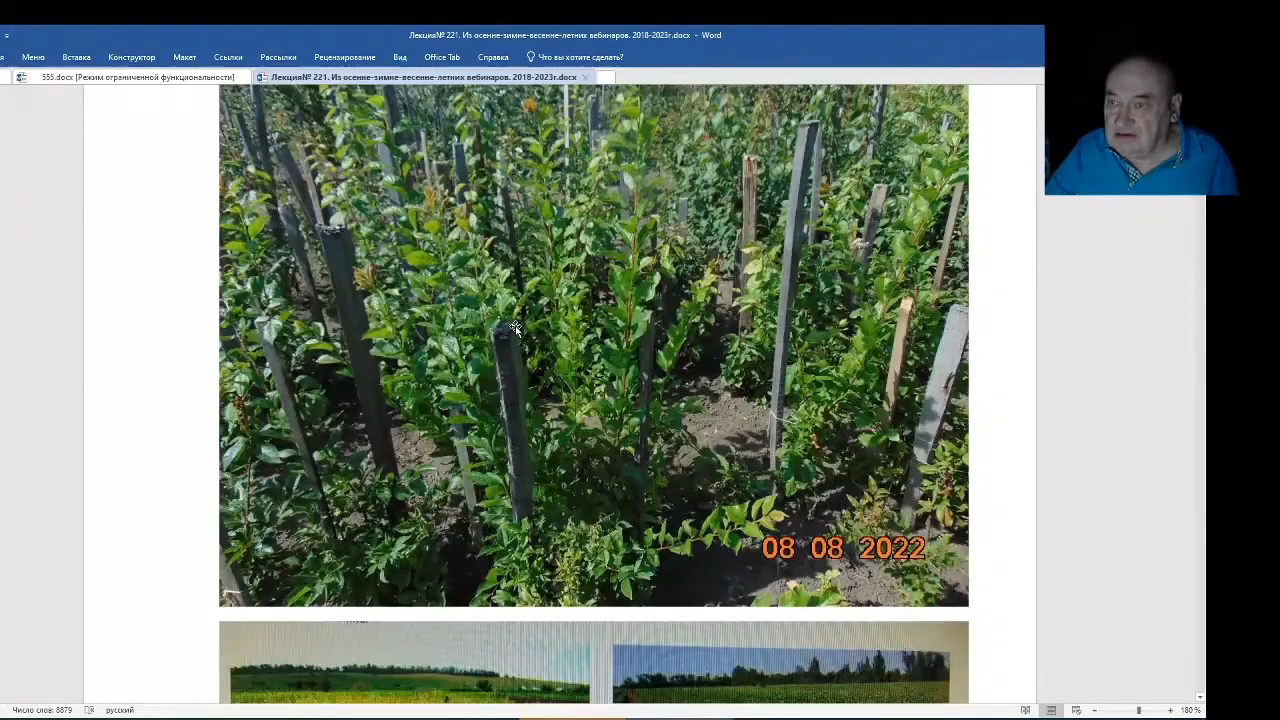 Лекция№ 221. Из осенне-зимне-весенне-летних вебинаров. 2018-2023г.docx - Word
Меню Вставка Конструктор Макет Ссылки Рассылки Рецензирование Вид Office Tab Справка Что вы хотите сделать?
555.docx [Режим ограниченной функциональности] Лекция№ 221. Из осенне-зимне-весенне-летних вебинаров. 2018-2023г.docx
08 08 2022
Число слов: 8879 русский 180 %